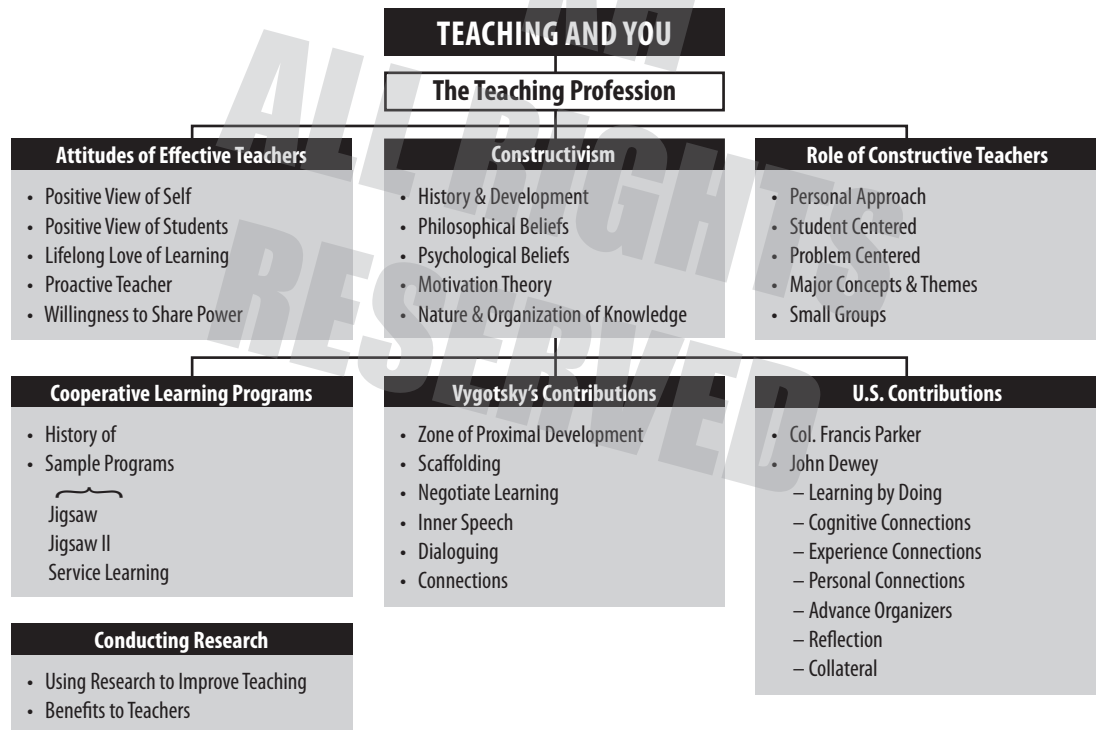 TEACHING AND YOU
The Teaching Profession
Attitudes of Effective Teachers
• Positive View of Self
• Positive View of Students
• Lifelong Love of Learning
• Proactive Teacher
• Willingness to Share Power
Constructivism
• History & Development
• Philosophical Beliefs
• Psychological Beliefs
• Motivation Theory
• Nature & Organization of Knowledge
Role of Constructive Teachers
• Personal Approach
• Student Centered
• Problem Centered
• Major Concepts & Themes
• Small Groups
Cooperative Learning Programs
• History of
• Sample Programs
Jigsaw
Jigsaw II
Service Learning
Vygotsky's Contributions
• Zone of Proximal Development
• Scaffolding
• Negotiate Learning
• Inner Speech
• Dialoguing
• Connections
U.S. Contributions
• Col. Francis Parker
• John Dewey
– Learning by Doing
– Cognitive Connections
– Experience Connections
– Personal Connections
– Advance Organizers
– Reflection
– Collateral
Conducting Research
• Using Research to Improve Teaching
• Benefits to Teachers
ALL RIGHTS
RESERVED